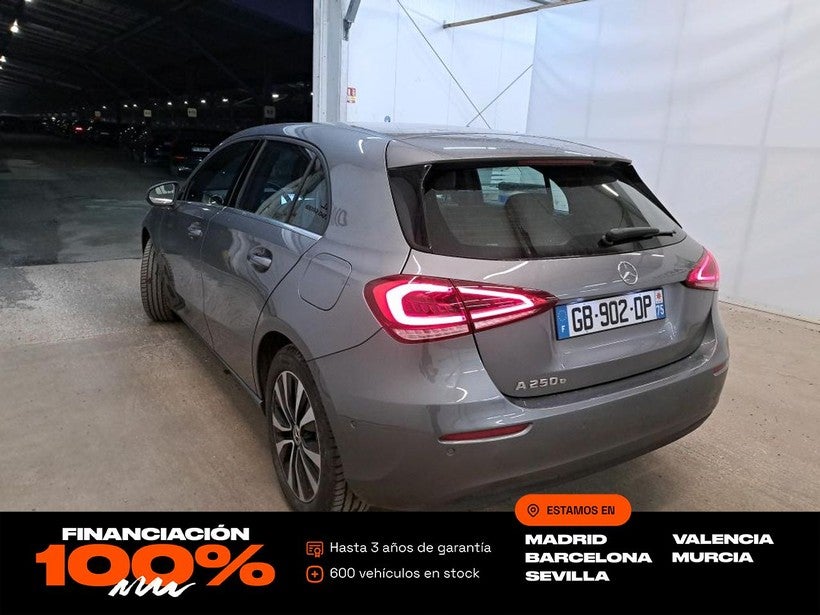 GB-902-DP
F
75
A 250 e
ESTAMOS EN
FINANCIACIÓN
100%
Hasta 3 años de garantía
600 vehículos en stock
MADRID
BARCELONA
SEVILLA
VALENCIA
MURCIA